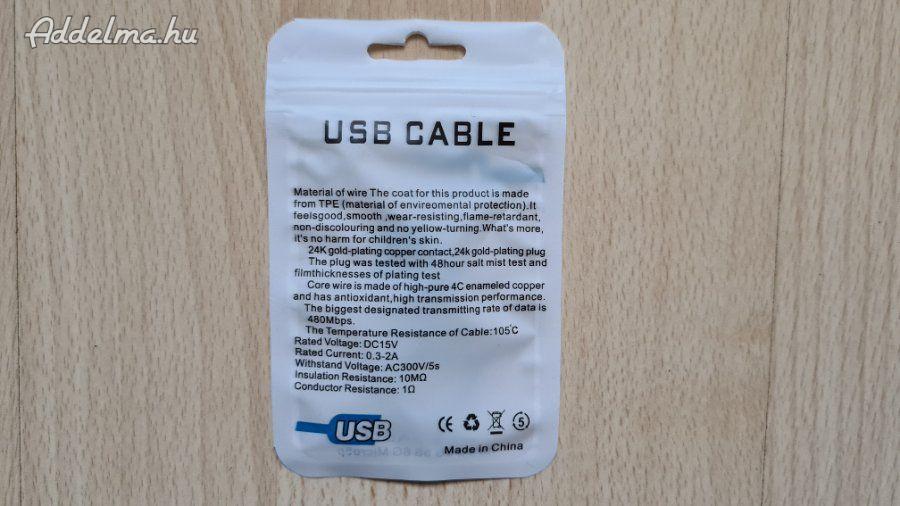 Addelma.hu
USB CABLE
Material of wire The coat for this product is made
from TPE (material of envireomental protection).It
feelsgood,smooth ,wear-resisting,flame-retardant,
non-discolouring and no yellow-turning.What's more,
it's no harm for children's skin.
24K gold-plating copper contact,24k gold-plating plug
The plug was tested with 48hour salt mist test and
filmthicknesses of plating test
Core wire is made of high-pure 4C enameled copper
and has antioxidant,high transmission performance.
The biggest designated transmitting rate of data is
480Mbps.
The Temperature Resistance of Cable:105℃
Rated Voltage: DC15V
Rated Current: 0.3-2A
Withstand Voltage: AC300V/5s
Insulation Resistance: 10MΩ
Conductor Resistance: 1Ω
USB
CE 5
Made in China